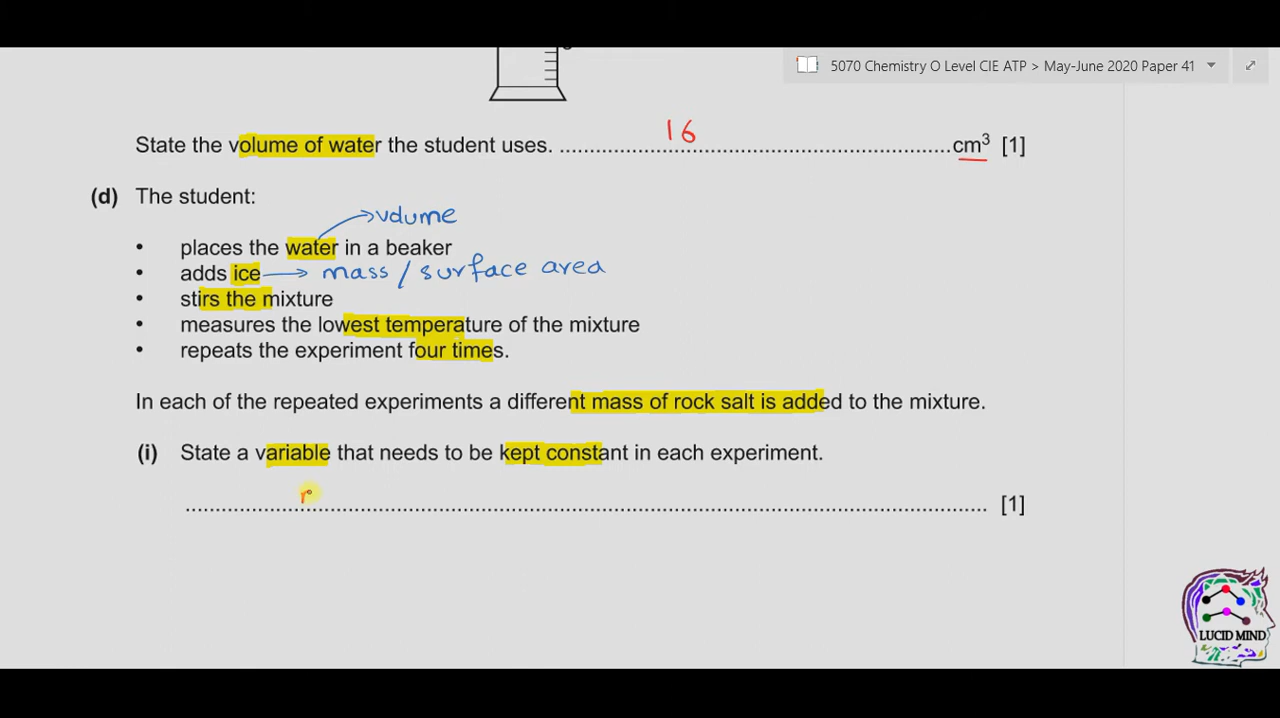 5070 Chemistry O Level CIE ATP > May-June 2020 Paper 41
16
State the volume of water the student uses. ................................................................ cm³ [1]
(d) The student:
→ volume
• places the water in a beaker
• adds ice → mass / surface area
• stirs the mixture
• measures the lowest temperature of the mixture
• repeats the experiment four times.
In each of the repeated experiments a different mass of rock salt is added to the mixture.
(i) State a variable that needs to be kept constant in each experiment.
...................................................................................................................................... [1]
LUCID MIND